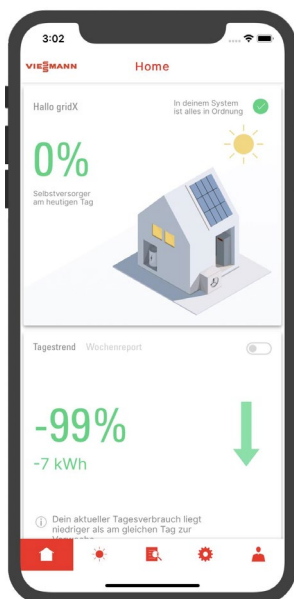 3:02
VIESMANN
Home
Hallo gridX
In deinem System
ist alles in Ordnung
0%
Selbstversorger
am heutigen Tag
Tagestrend Wochenreport
-99%
-7 kWh
Dein aktueller Tagesverbrauch liegt
niedriger als am gleichen Tag zur